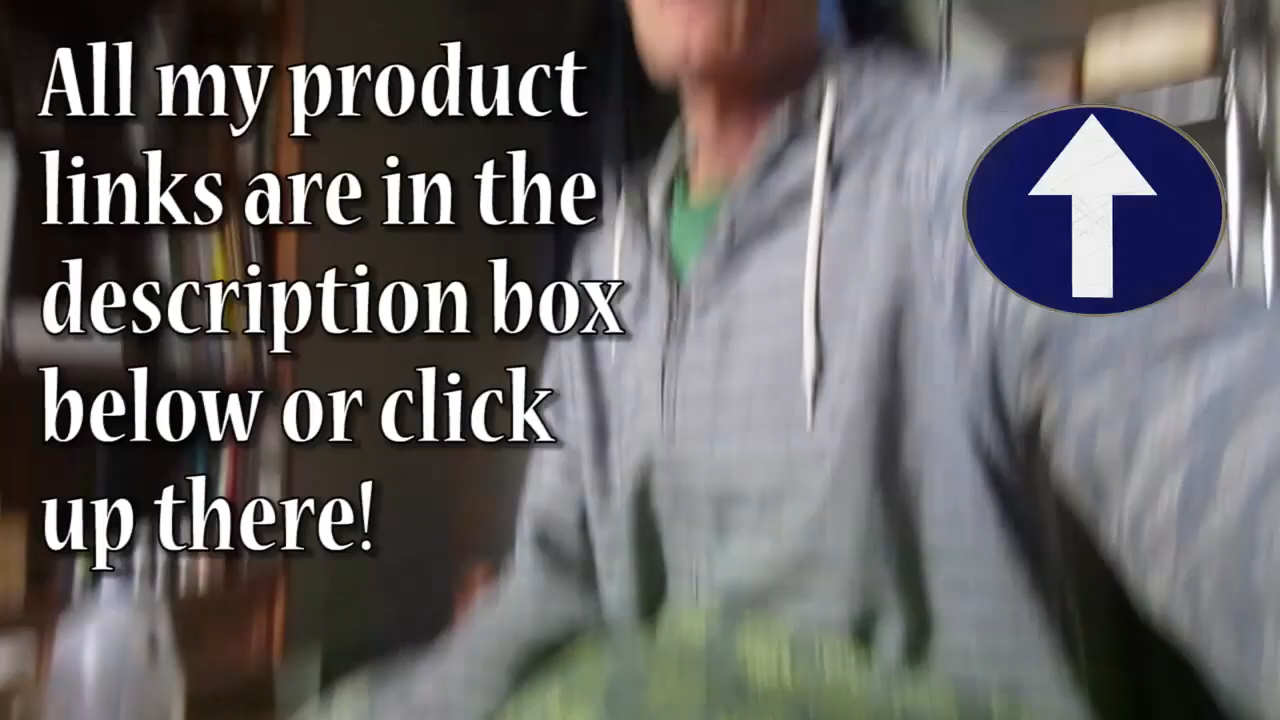 All my product
links are in the
description box
below or click
up there!